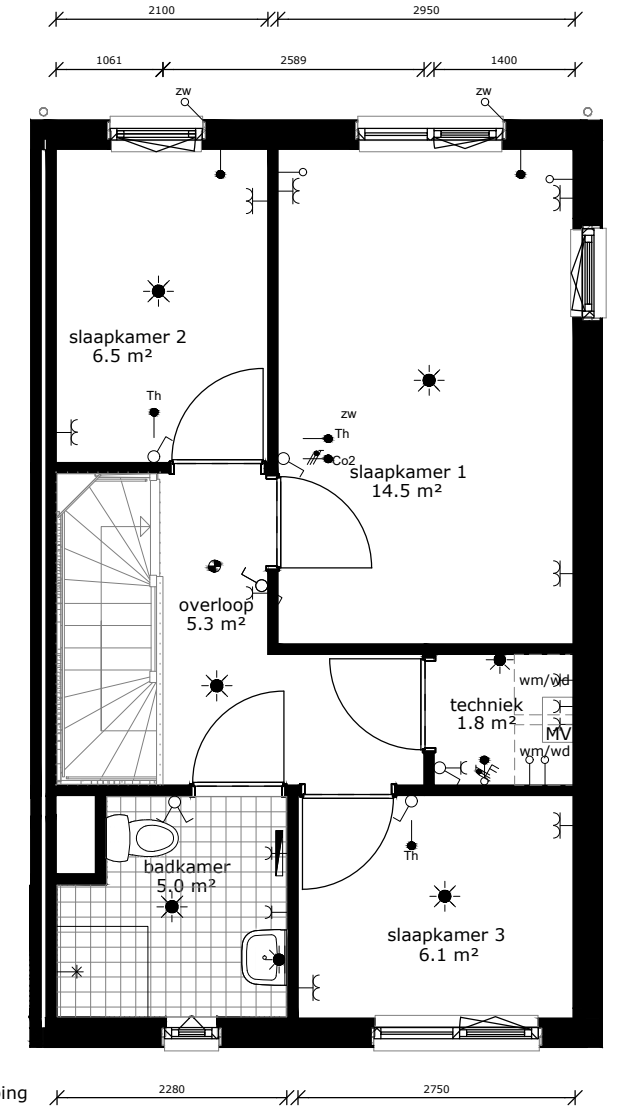 2100
2950
1061
2589
1400
zw
zw
slaapkamer 2
6.5 m²
Th
zw
Th
Co2
slaapkamer 1
14.5 m²
overloop
5.3 m²
wm/wd
techniek
1.8 m²
MV
wm/wd
badkamer
5.0 m²
Th
slaapkamer 3
6.1 m²
ing
2280
2750